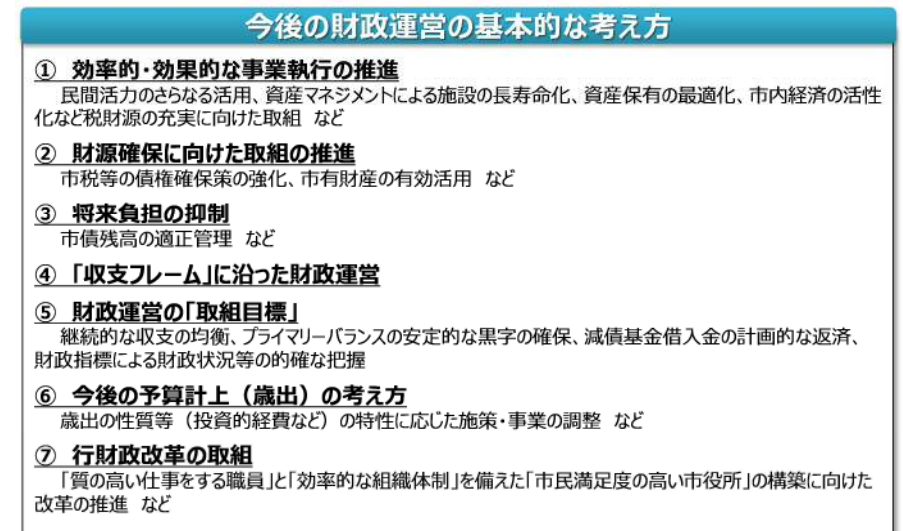 今後の財政運営の基本的な考え方
① 効率的・効果的な事業執行の推進
民間活力のさらなる活用、資産マネジメントによる施設の長寿命化、資産保有の最適化、市内経済の活性
化など税財源の充実に向けた取組 など
② 財源確保に向けた取組の推進
市税等の債権確保策の強化、市有財産の有効活用 など
③ 将来負担の抑制
市債残高の適正管理 など
④ 「収支フレーム」に沿った財政運営
⑤ 財政運営の「取組目標」
継続的な収支の均衡、プライマリーバランスの安定的な黒字の確保、減債基金借入金の計画的な返済、
財政指標による財政状況等の的確な把握
⑥ 今後の予算計上（歳出）の考え方
歳出の性質等（投資的経費など）の特性に応じた施策・事業の調整 など
⑦ 行財政改革の取組
「質の高い仕事をする職員」と「効率的な組織体制」を備えた「市民満足度の高い市役所」の構築に向けた
改革の推進 など